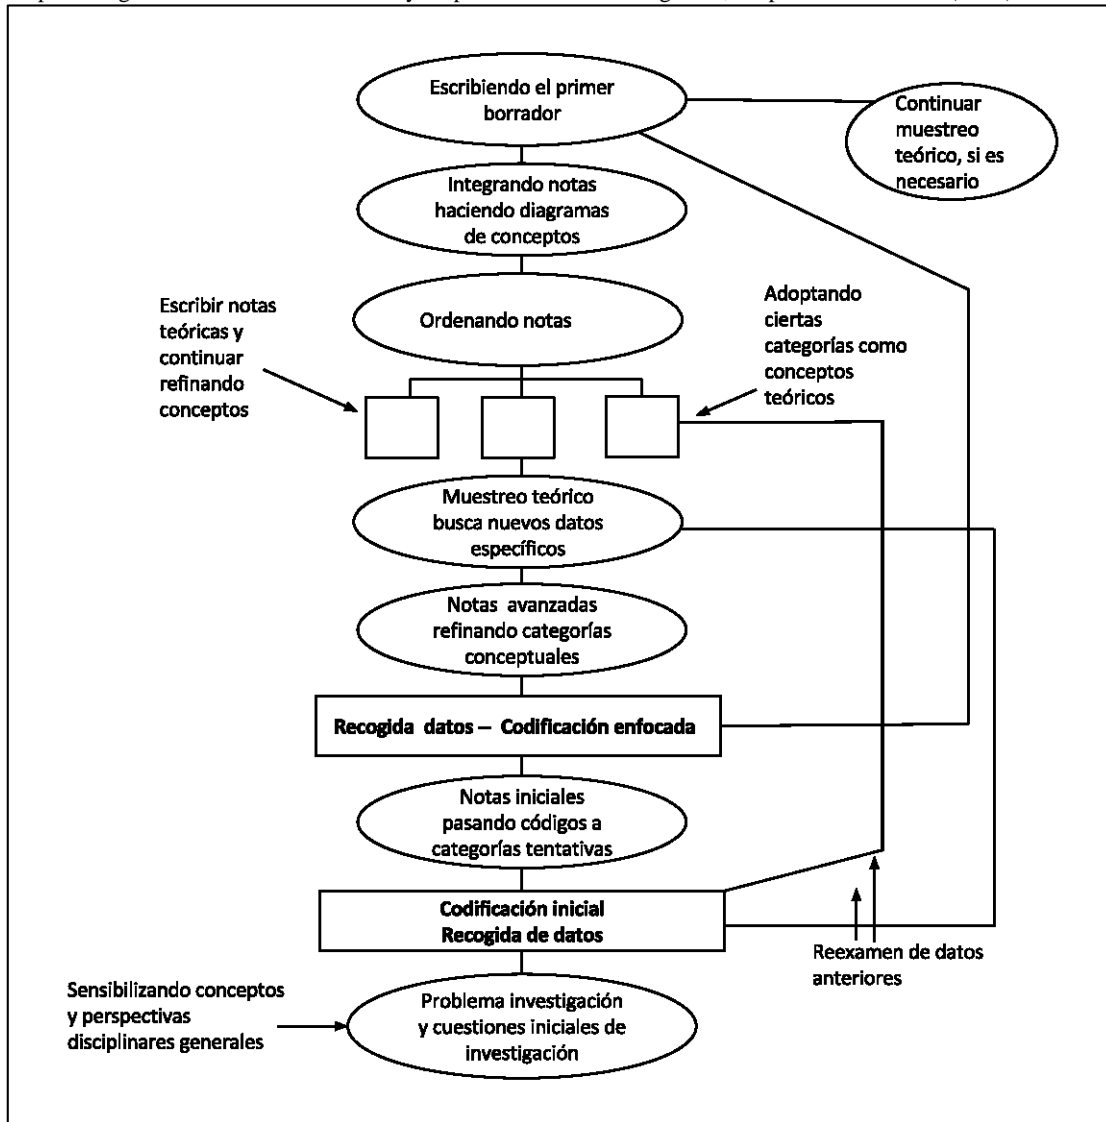 Escribiendo el primer
borrador
Continuar
muestreo
teórico, si es
necesario
Integrando notas
haciendo diagramas
de conceptos
Escribir notas
teóricas y
continuar
refinando
conceptos
Ordenando notas
Adoptando
ciertas
categorías como
conceptos
teóricos
Muestreo teórico
busca nuevos datos
específicos
Notas avanzadas
refinando categorías
conceptuales
Recogida datos – Codificación enfocada
Notas iniciales
pasando códigos a
categorías tentativas
Codificación inicial
Recogida de datos
Reexamen de datos
anteriores
Sensibilizando conceptos
y perspectivas
disciplinares generales
Problema investigación
y cuestiones iniciales de
investigación